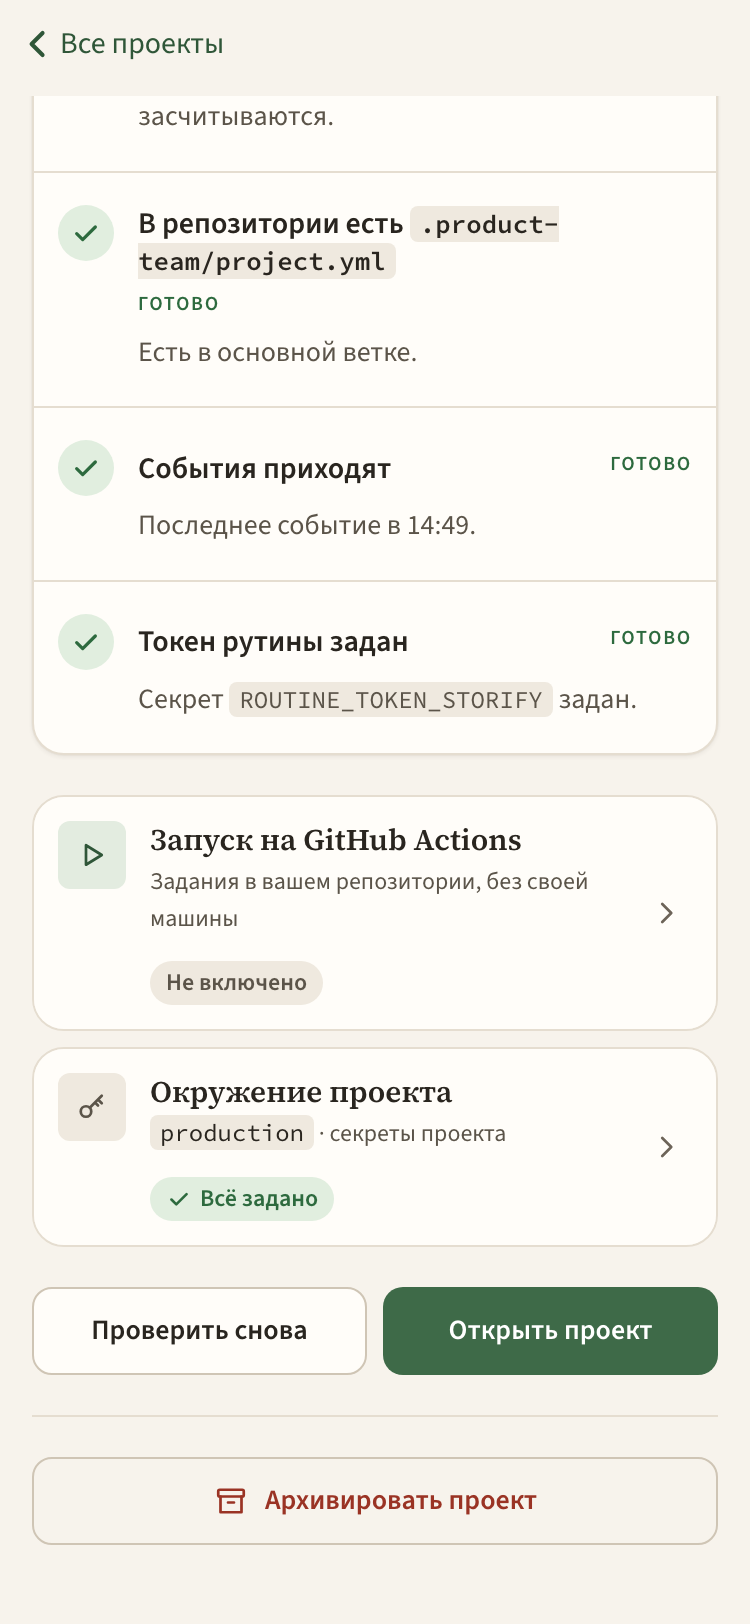 Все проекты
засчитываются.
В репозитории есть .product-
team/project.yml
ГОТОВО
Есть в основной ветке.
События приходят
ГОТОВО
Последнее событие в 14:49.
Токен рутины задан
ГОТОВО
Секрет ROUTINE_TOKEN_STORIFY задан.
Запуск на GitHub Actions
Задания в вашем репозитории, без своей
машины
Не включено
Окружение проекта
production · секреты проекта
Всё задано
Проверить снова
Открыть проект
Архивировать проект